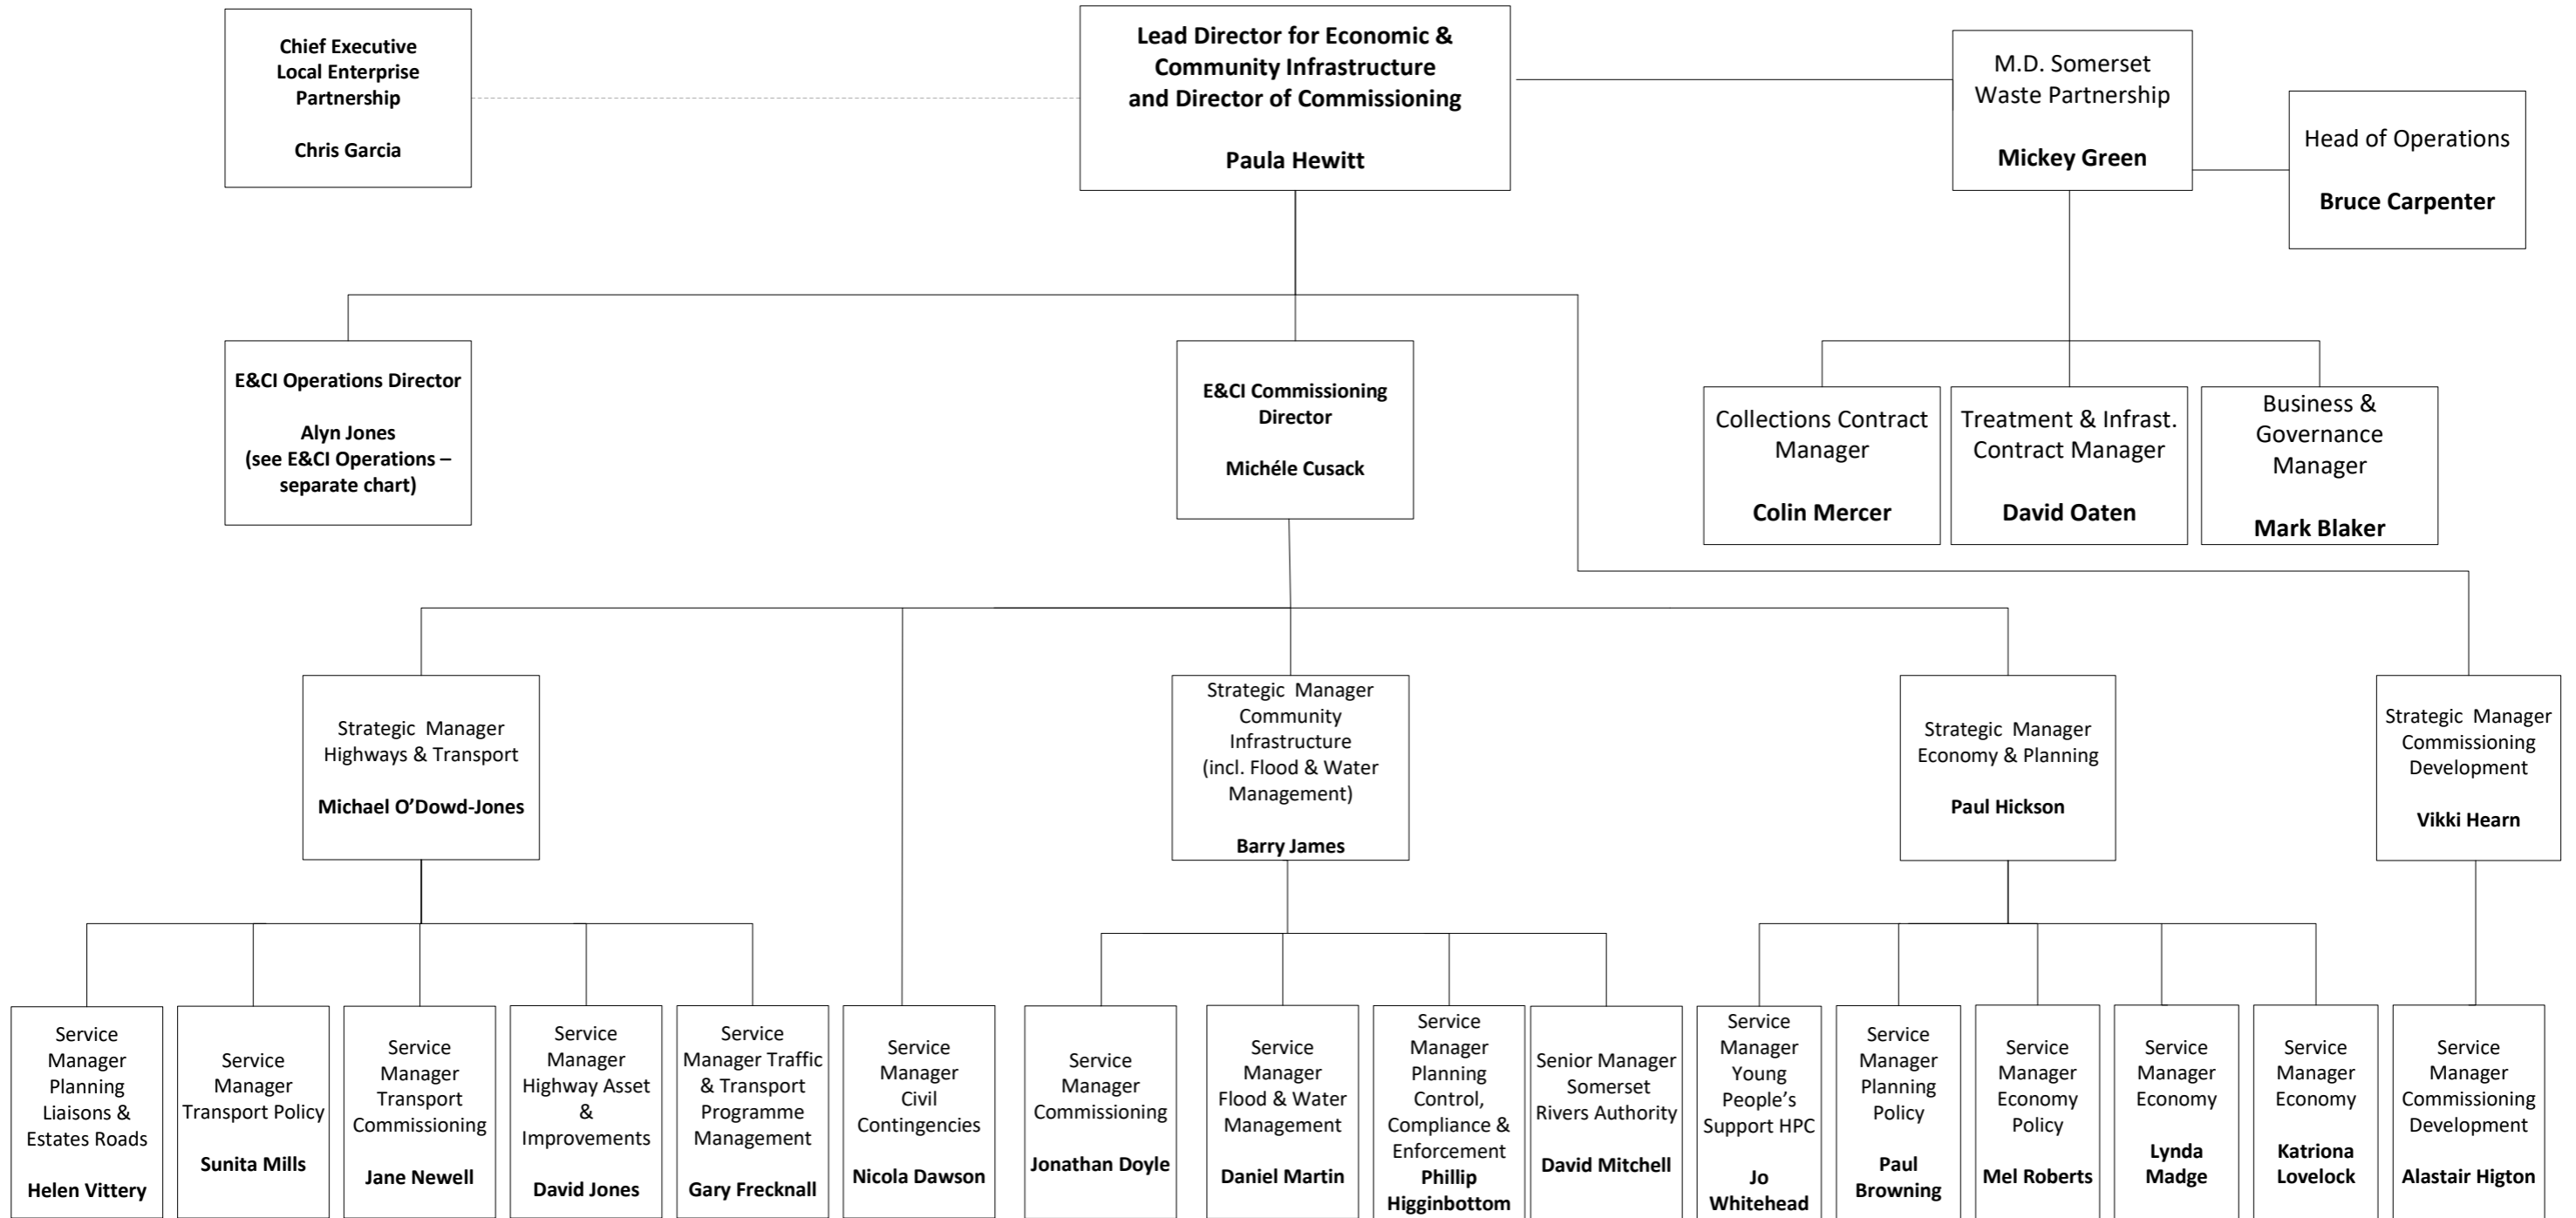 Chief Executive
Local Enterprise
Partnership
Chris Garcia
Lead Director for Economic &
Community Infrastructure
and Director of Commissioning
Paula Hewitt
M.D. Somerset
Waste Partnership
Mickey Green
Head of Operations
Bruce Carpenter
E&CI Operations Director
Alyn Jones
(see E&CI Operations –
separate chart)
E&CI Commissioning
Director
Michéle Cusack
Collections Contract
Manager
Colin Mercer
Treatment & Infrast.
Contract Manager
David Oaten
Business &
Governance
Manager
Mark Blaker
Strategic Manager
Highways & Transport
Michael O’Dowd-Jones
Strategic Manager
Community
Infrastructure
(incl. Flood & Water
Management)
Barry James
Strategic Manager
Economy & Planning
Paul Hickson
Strategic Manager
Commissioning
Development
Vikki Hearn
Service
Manager
Planning
Liaisons &
Estates Roads
Helen Vittery
Service
Manager
Transport Policy
Sunita Mills
Service
Manager
Transport
Commissioning
Jane Newell
Service
Manager
Highway Asset
&
Improvements
David Jones
Service
Manager Traffic
& Transport
Programme
Management
Gary Frecknall
Service
Manager
Civil
Contingencies
Nicola Dawson
Service
Manager
Commissioning
Jonathan Doyle
Service
Manager
Flood & Water
Management
Daniel Martin
Service
Manager
Planning
Control,
Compliance &
Enforcement
Phillip
Higginbottom
Senior Manager
Somerset
Rivers Authority
David Mitchell
Service
Manager
Young
People’s
Support HPC
Jo
Whitehead
Service
Manager
Planning
Policy
Paul
Browning
Service
Manager
Economy
Policy
Mel Roberts
Service
Manager
Economy
Lynda
Madge
Service
Manager
Economy
Katriona
Lovelock
Service
Manager
Commissioning
Development
Alastair Higton